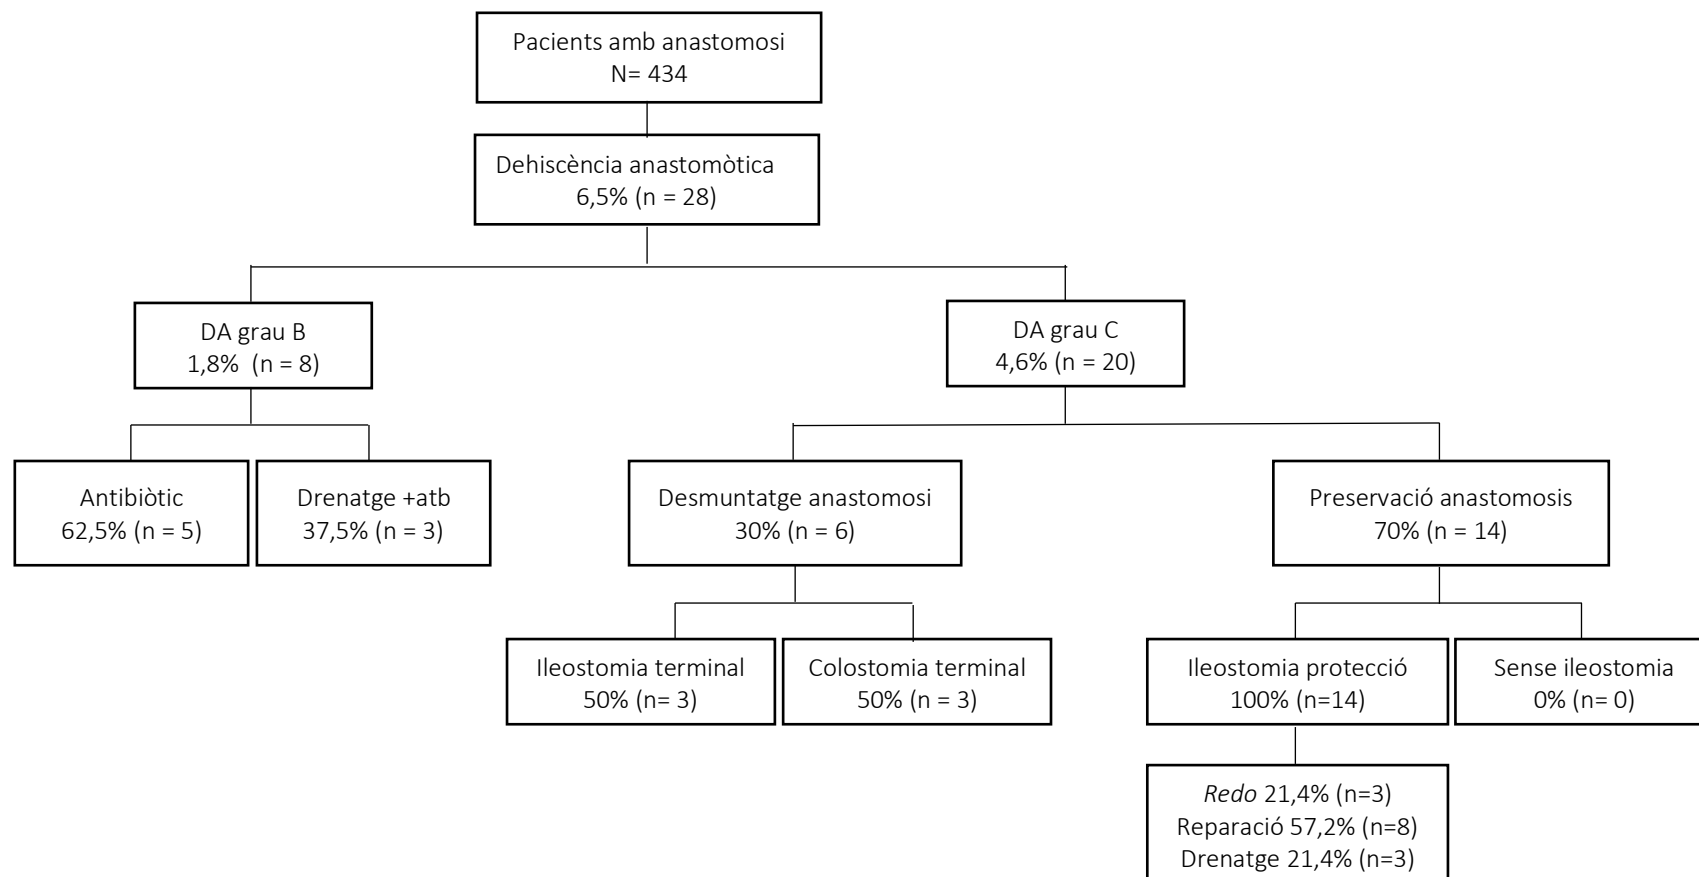 Pacients amb anastomosi
N= 434
Dehiscència anastomòtica
6,5% (n = 28)
DA grau B
1,8%  (n = 8)
DA grau C
4,6% (n = 20)
Antibiòtic
62,5% (n = 5)
Drenatge +atb
37,5% (n = 3)
Desmuntatge anastomosi
30% (n = 6)
Preservació anastomosis
70% (n = 14)
Ileostomia terminal
50% (n= 3)
Colostomia terminal
50% (n = 3)
Ileostomia protecció
100% (n=14)
Sense ileostomia
0% (n= 0)
Redo 21,4% (n=3)
Reparació 57,2% (n=8)
Drenatge 21,4% (n=3)